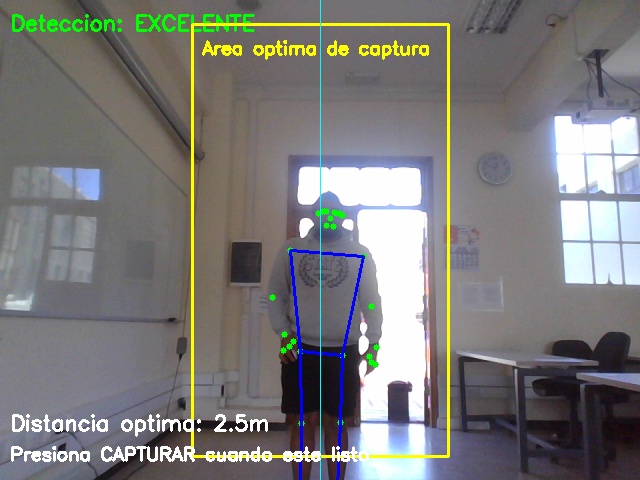 Deteccion: EXCELENTE
Area optima de captura
Distancia optima: 2.5m
Presiona CAPTURAR cuando este listo